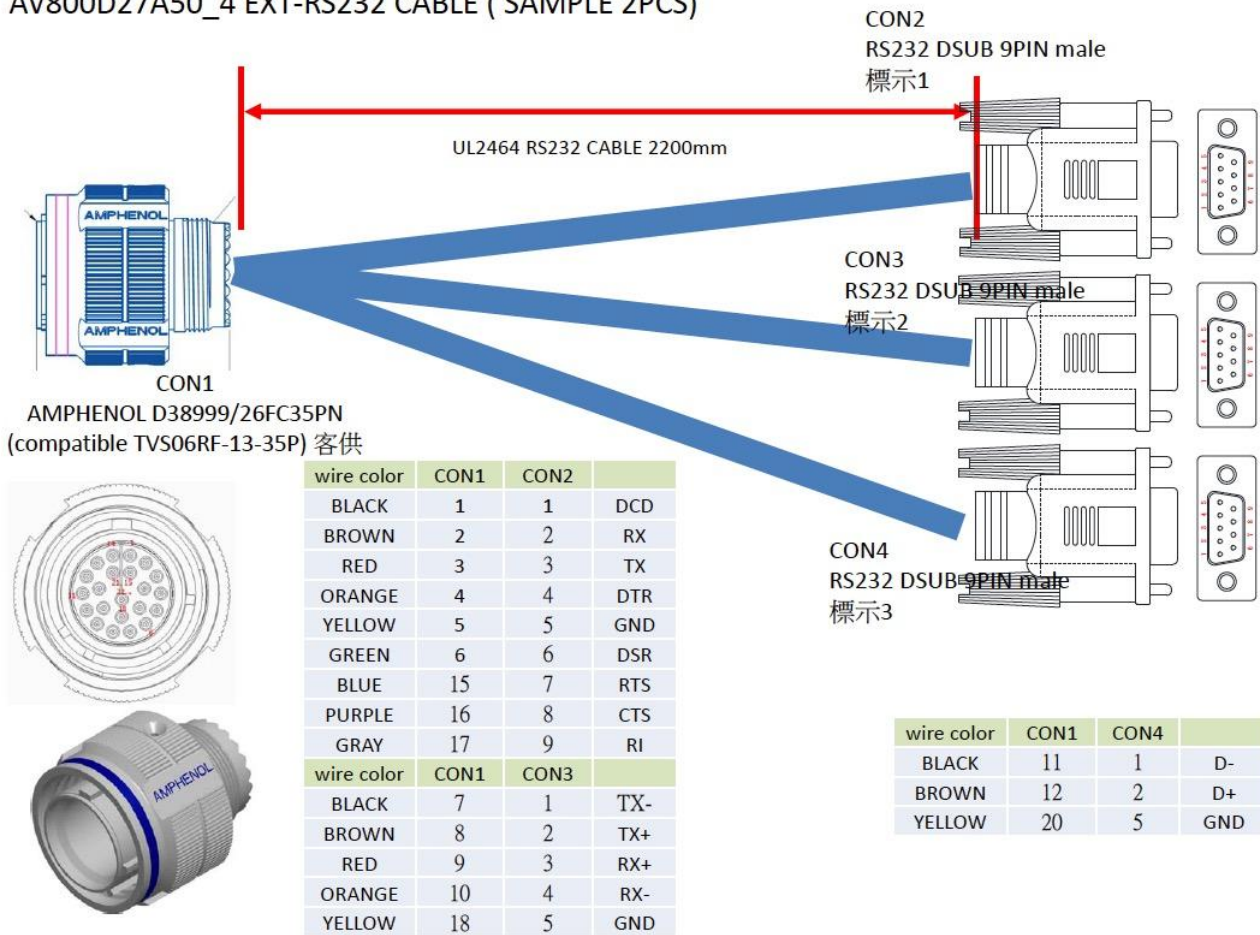 AV800D27A50_4 EXT-RS232 CABLE ( SAMPLE 2PCS)
CON2
RS232 DSUB 9PIN male
標示1
UL2464 RS232 CABLE 2200mm
AMPHENOL
AMPHENOL
CON3
RS232 DSUB 9PIN male
標示2
CON1
AMPHENOL D38999/26FC35PN
(compatible TVS06RF-13-35P) 客供
CON4
RS232 DSUB 9PIN male
標示3
wire color CON1 CON2
BLACK 1 1 DCD
BROWN 2 2 RX
RED 3 3 TX
ORANGE 4 4 DTR
YELLOW 5 5 GND
GREEN 6 6 DSR
BLUE 15 7 RTS
PURPLE 16 8 CTS
GRAY 17 9 RI
wire color CON1 CON3
BLACK 7 1 TX-
BROWN 8 2 TX+
RED 9 3 RX+
ORANGE 10 4 RX-
YELLOW 18 5 GND
wire color CON1 CON4
BLACK 11 1 D-
BROWN 12 2 D+
YELLOW 20 5 GND
AMPHENOL